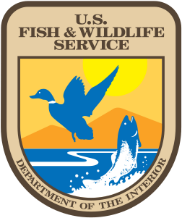 U.S.
FISH & WILDLIFE
SERVICE
DEPARTMENT OF THE INTERIOR